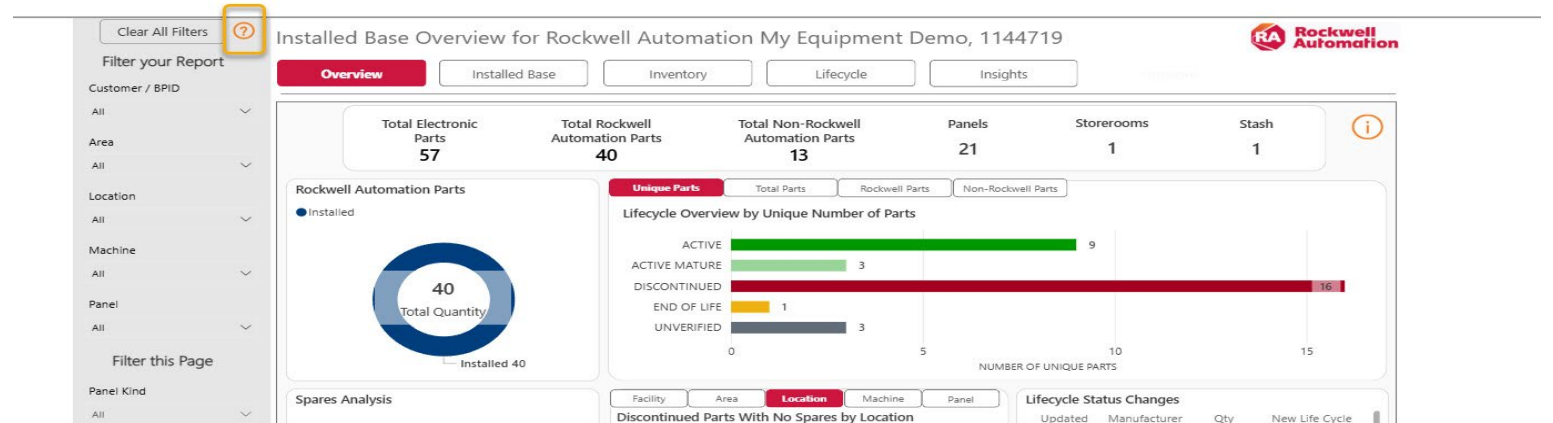 Clear All Filters
?
Filter your Report
Customer / BPID
All
Area
All
Location
All
Machine
All
Panel
All
Filter this Page
Panel Kind
All
Installed Base Overview for Rockwell Automation My Equipment Demo, 1144719
RA Rockwell
Automation
Overview Installed Base Inventory Lifecycle Insights
Total Electronic
Parts
57
Total Rockwell
Automation Parts
40
Total Non-Rockwell
Automation Parts
13
Panels
21
Storerooms
1
Stash
1
i
Rockwell Automation Parts
Installed
40
Total Quantity
Installed 40
Unique Parts Total Parts Rockwell Parts Non-Rockwell Parts
Lifecycle Overview by Unique Number of Parts
ACTIVE 9
ACTIVE MATURE 3
DISCONTINUED 16
END OF LIFE 1
UNVERIFIED 3
0 5 10 15
NUMBER OF UNIQUE PARTS
Spares Analysis
Facility Area Location Machine Panel
Discontinued Parts With No Spares by Location
Lifecycle Status Changes
Updated Manufacturer Qty New Life Cycle